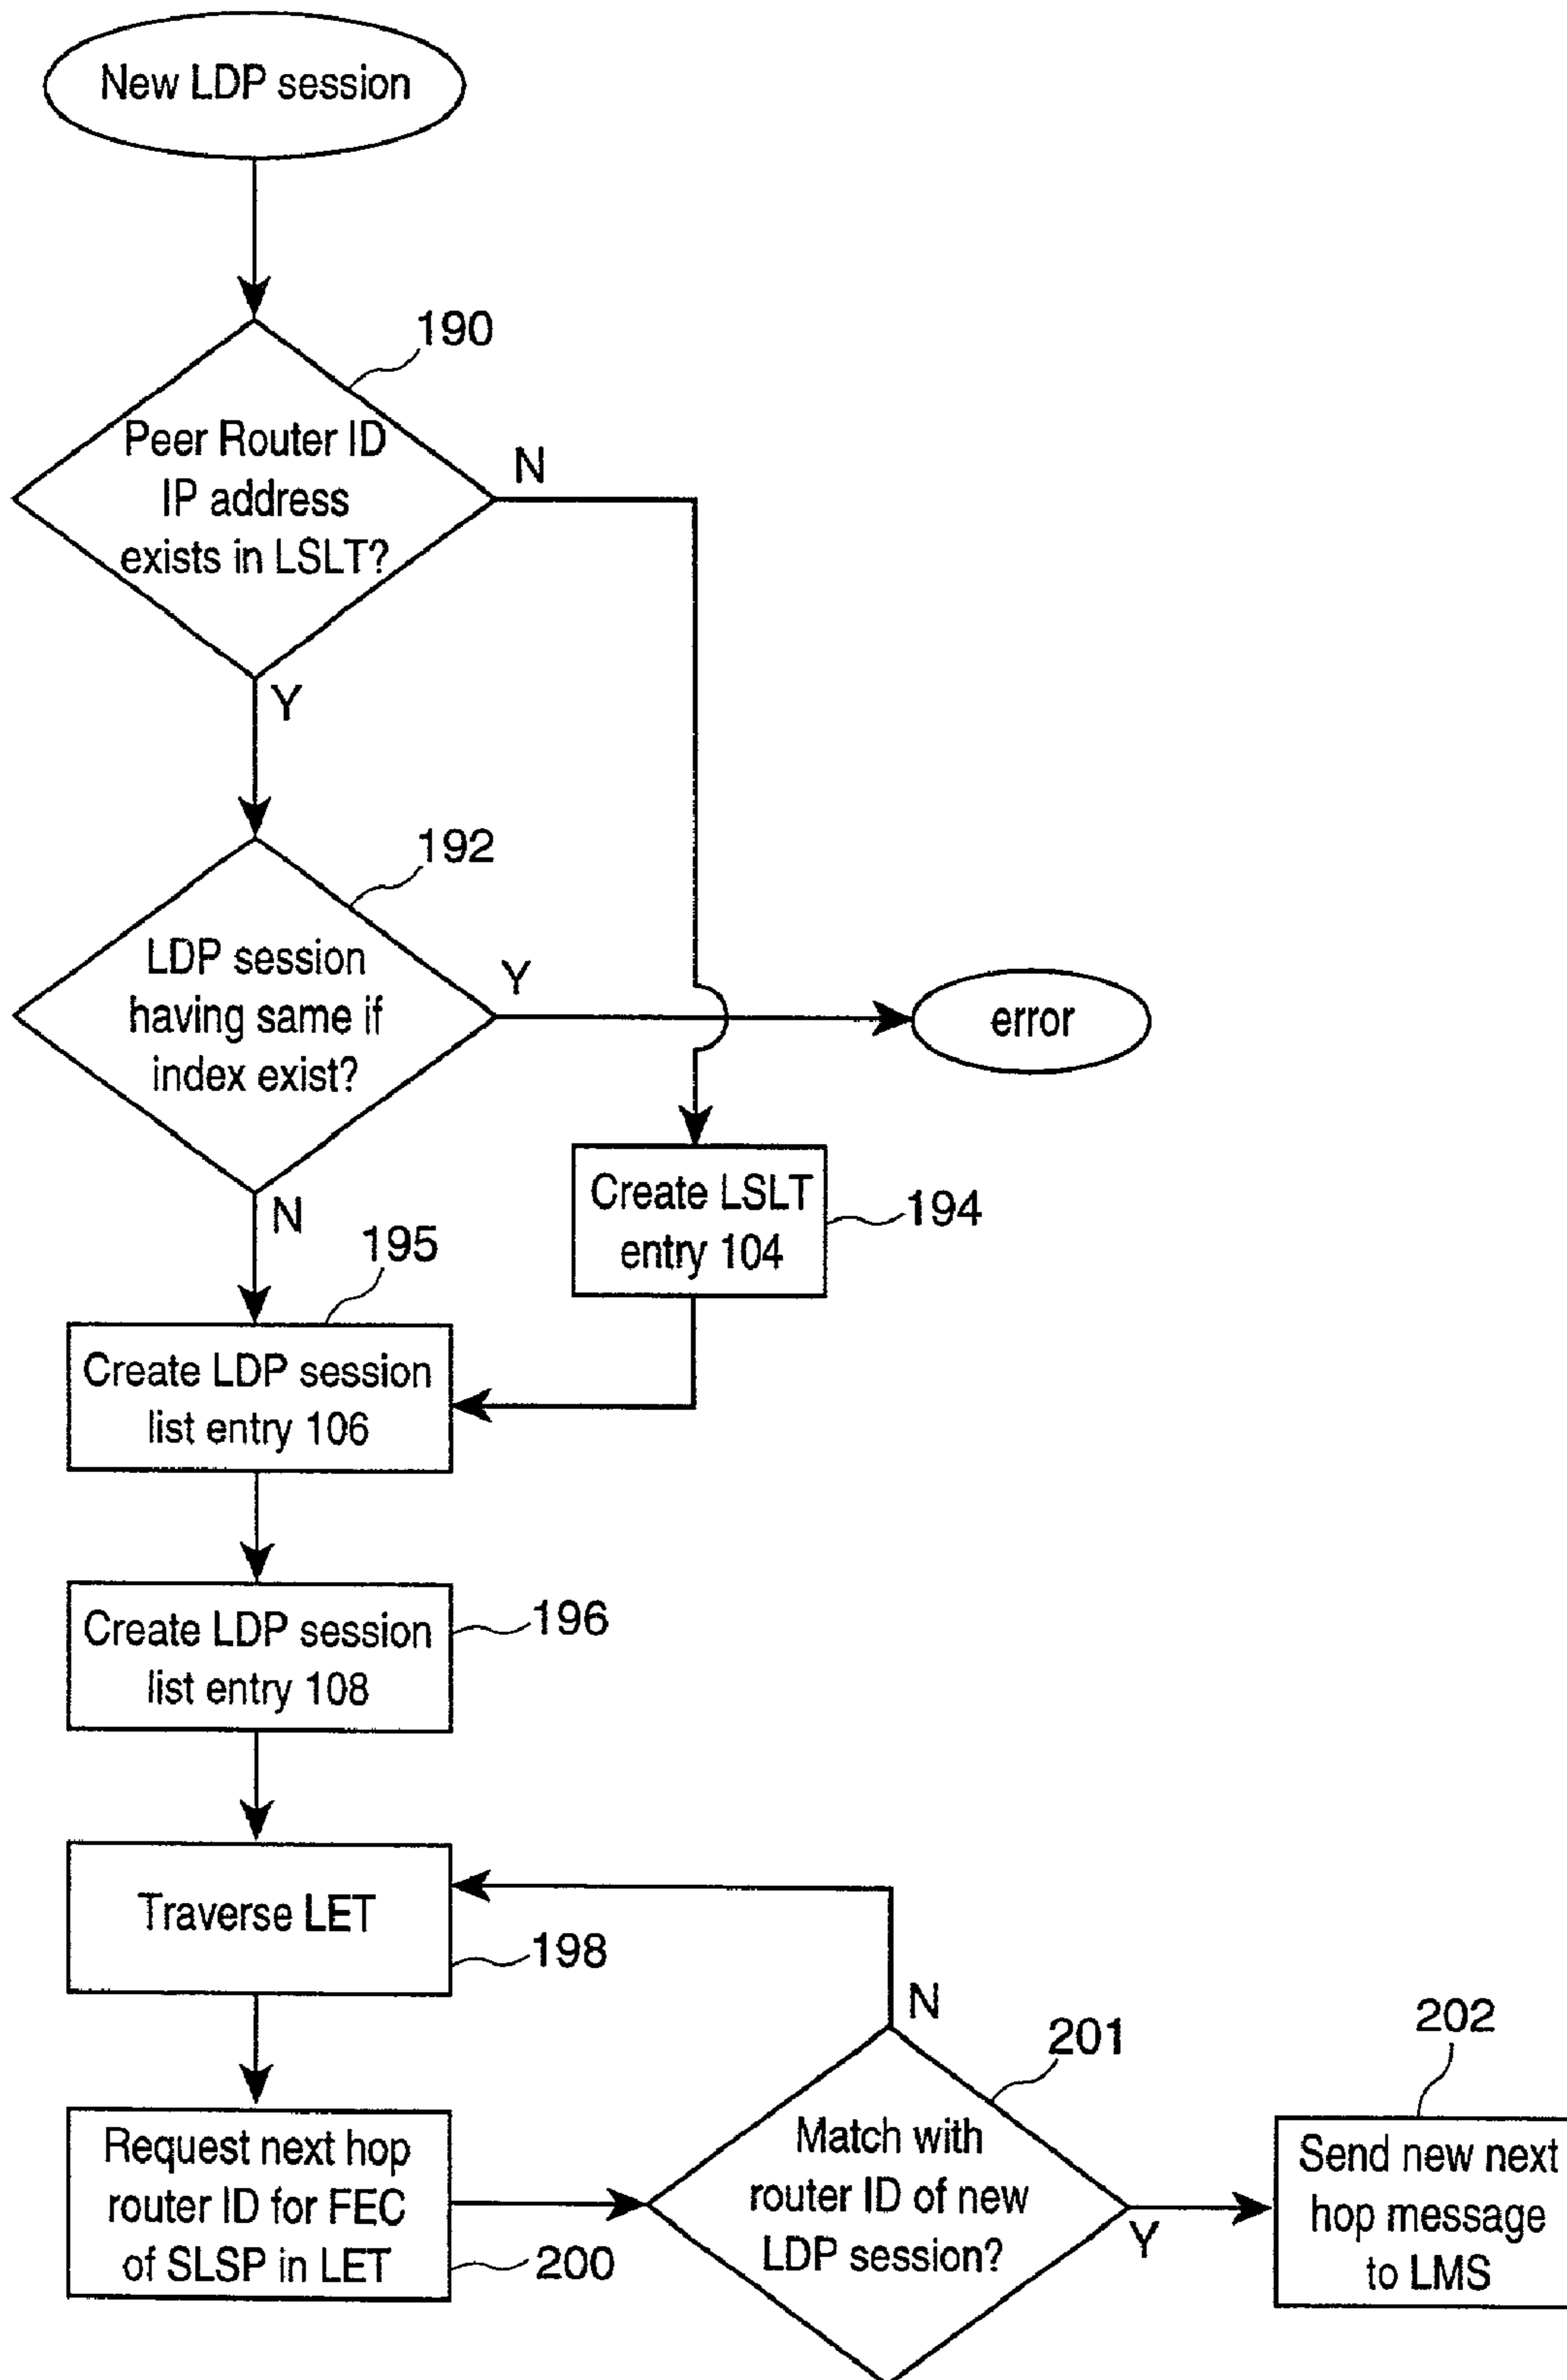 New LDP session
190
Peer Router ID
IP address
exists in LSLT?
N
Y
192
LDP session
having same if
index exist?
Y
error
N
Create LSLT
entry 104
194
195
Create LDP session
list entry 106
Create LDP session
list entry 108
196
Traverse LET
198
N
201
202
Request next hop
router ID for FEC
of SLSP in LET
200
Match with
router ID of new
LDP session?
Y
Send new next
hop message
to LMS